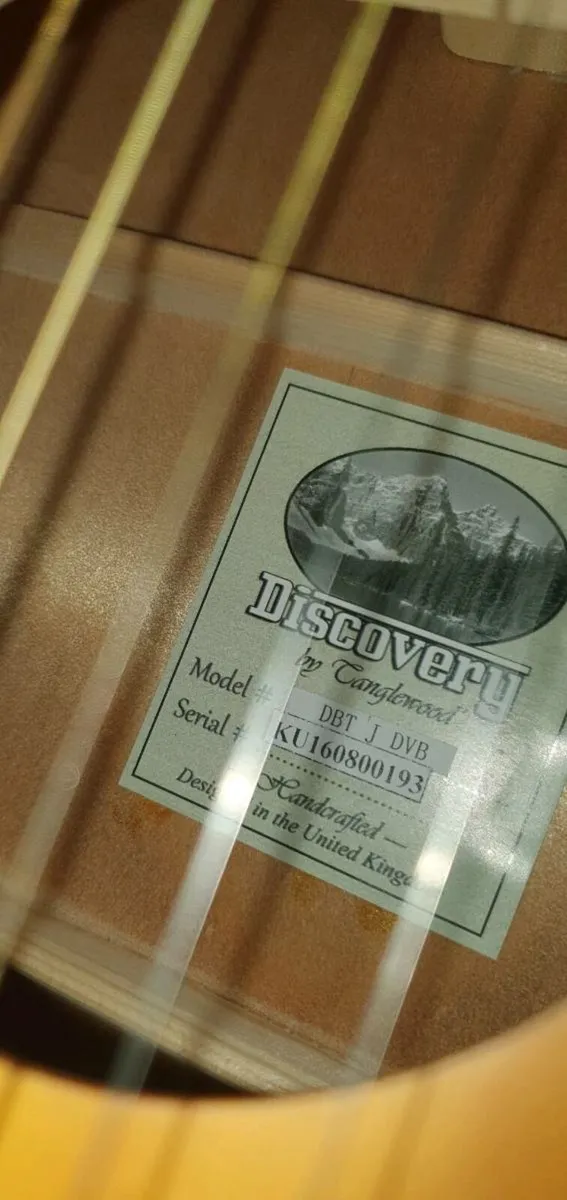 Discovery
by Tanglewood
Model #
DBT J DVB
Serial #
KU160800193
Handcrafted —
in the United